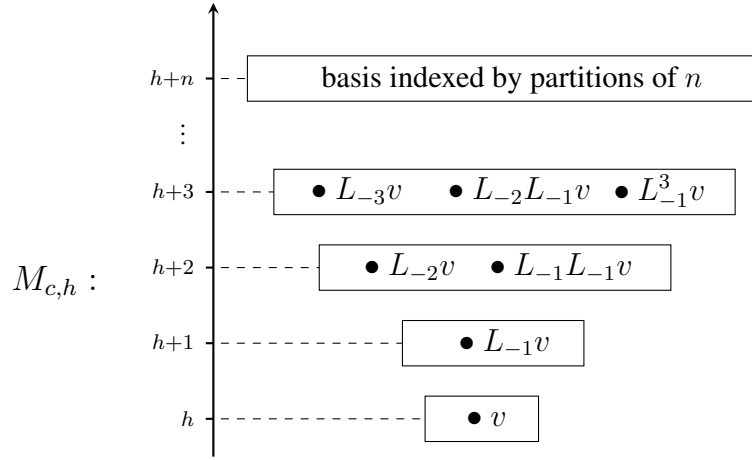 h+n basis indexed by partitions of n
⋮
h+3 • L_{-3}v • L_{-2}L_{-1}v • L_{-1}^3v
h+2 • L_{-2}v • L_{-1}L_{-1}v
M_{c,h} :
h+1 • L_{-1}v
h • v